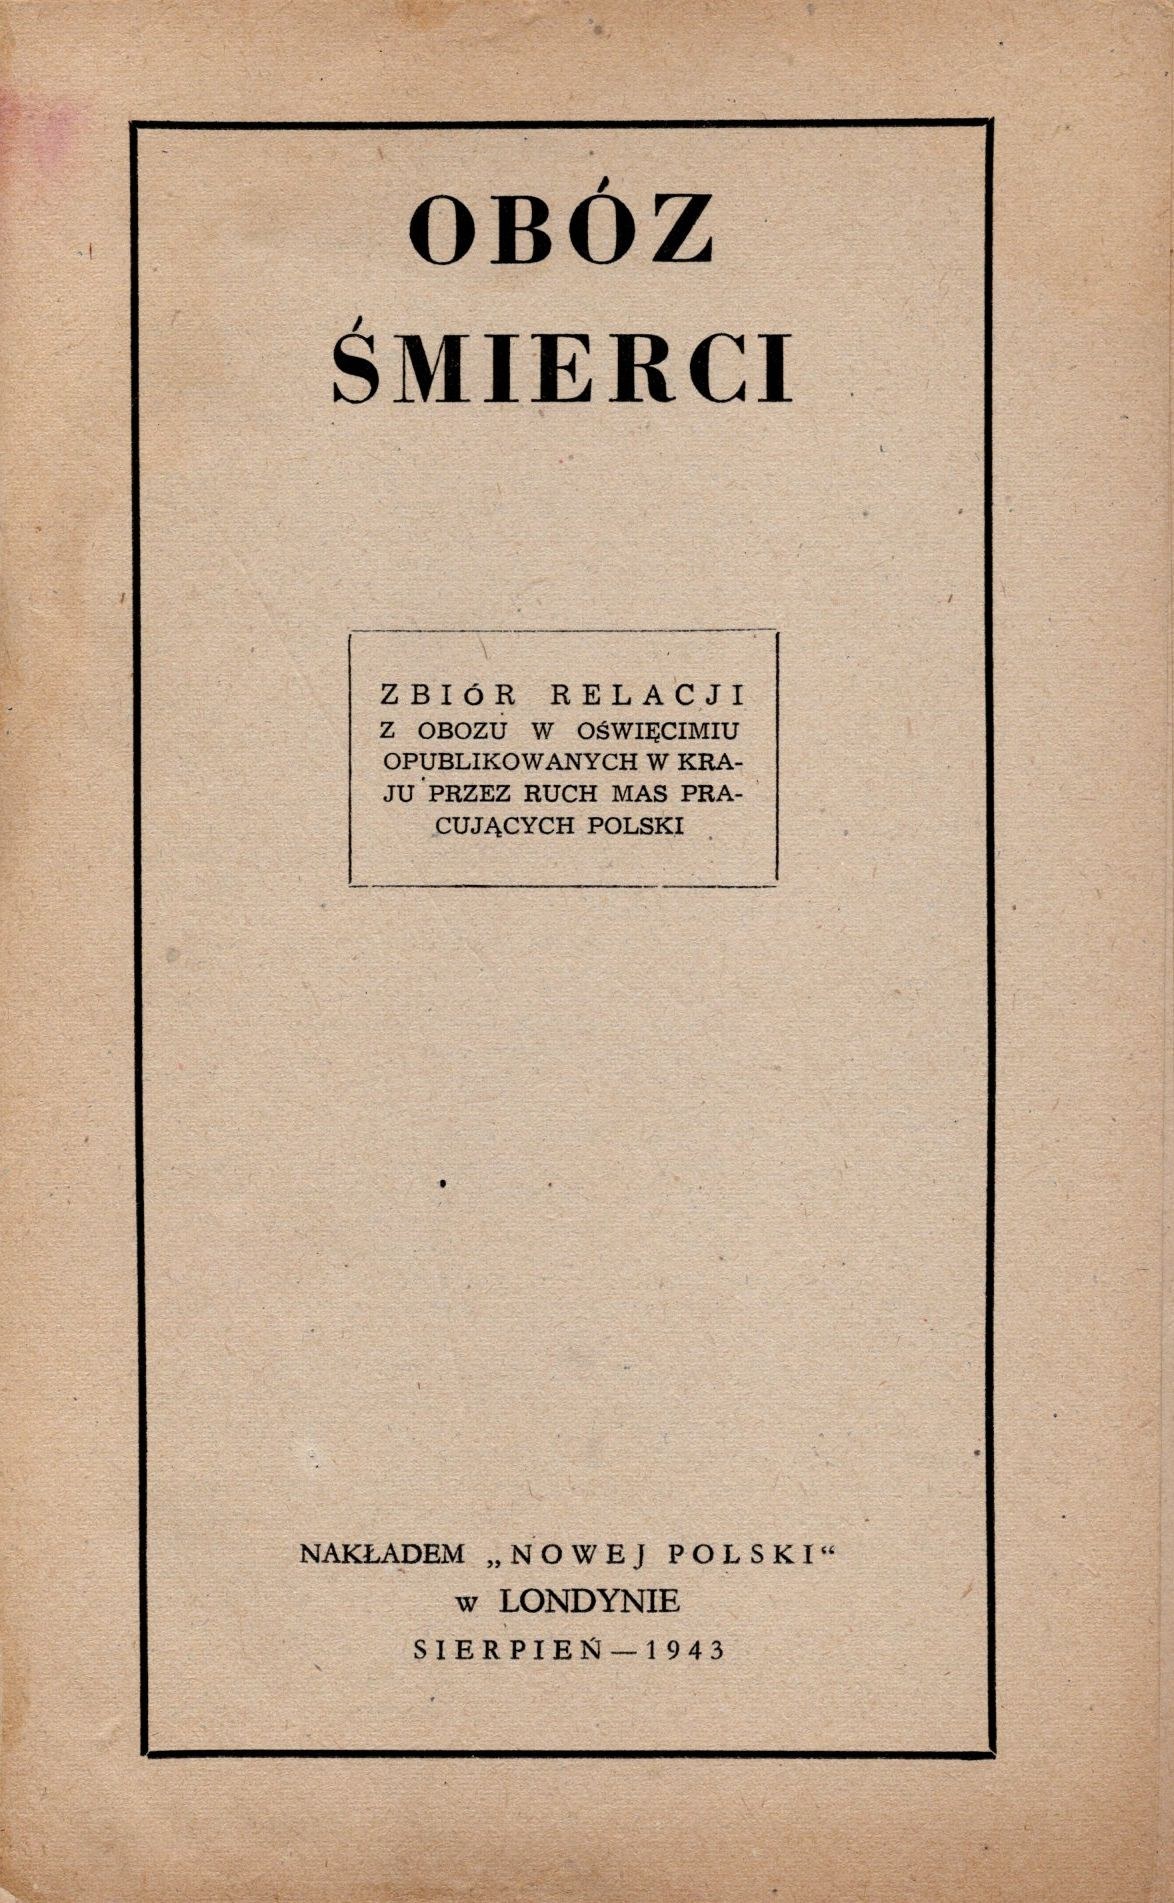 OBÓZ
ŚMIERCI
ZBIÓR RELACJI
Z OBOZU W OŚWIĘCIMIU
OPUBLIKOWANYCH W KRA-
JU PRZEZ RUCH MAS PRA-
CUJĄCYCH POLSKI
NAKŁADEM „NOWEJ POLSKI“
w LONDYNIE
SIERPIEŃ—1943